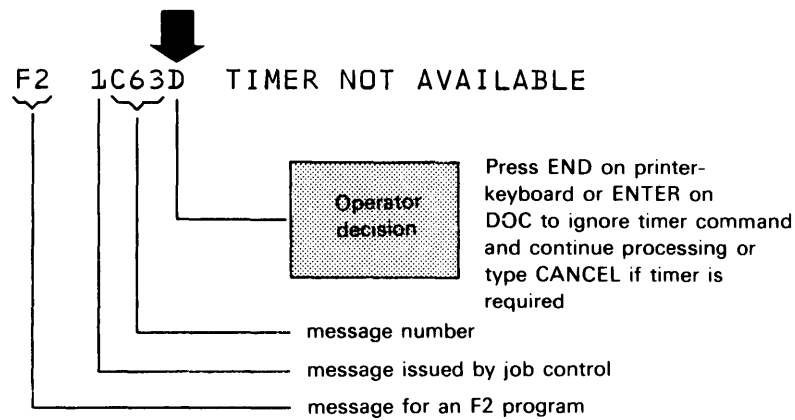 F2 1C63D TIMER NOT AVAILABLE
Operator
decision
Press END on printer-
keyboard or ENTER on
DOC to ignore timer command
and continue processing or
type CANCEL if timer is
required
message number
message issued by job control
message for an F2 program